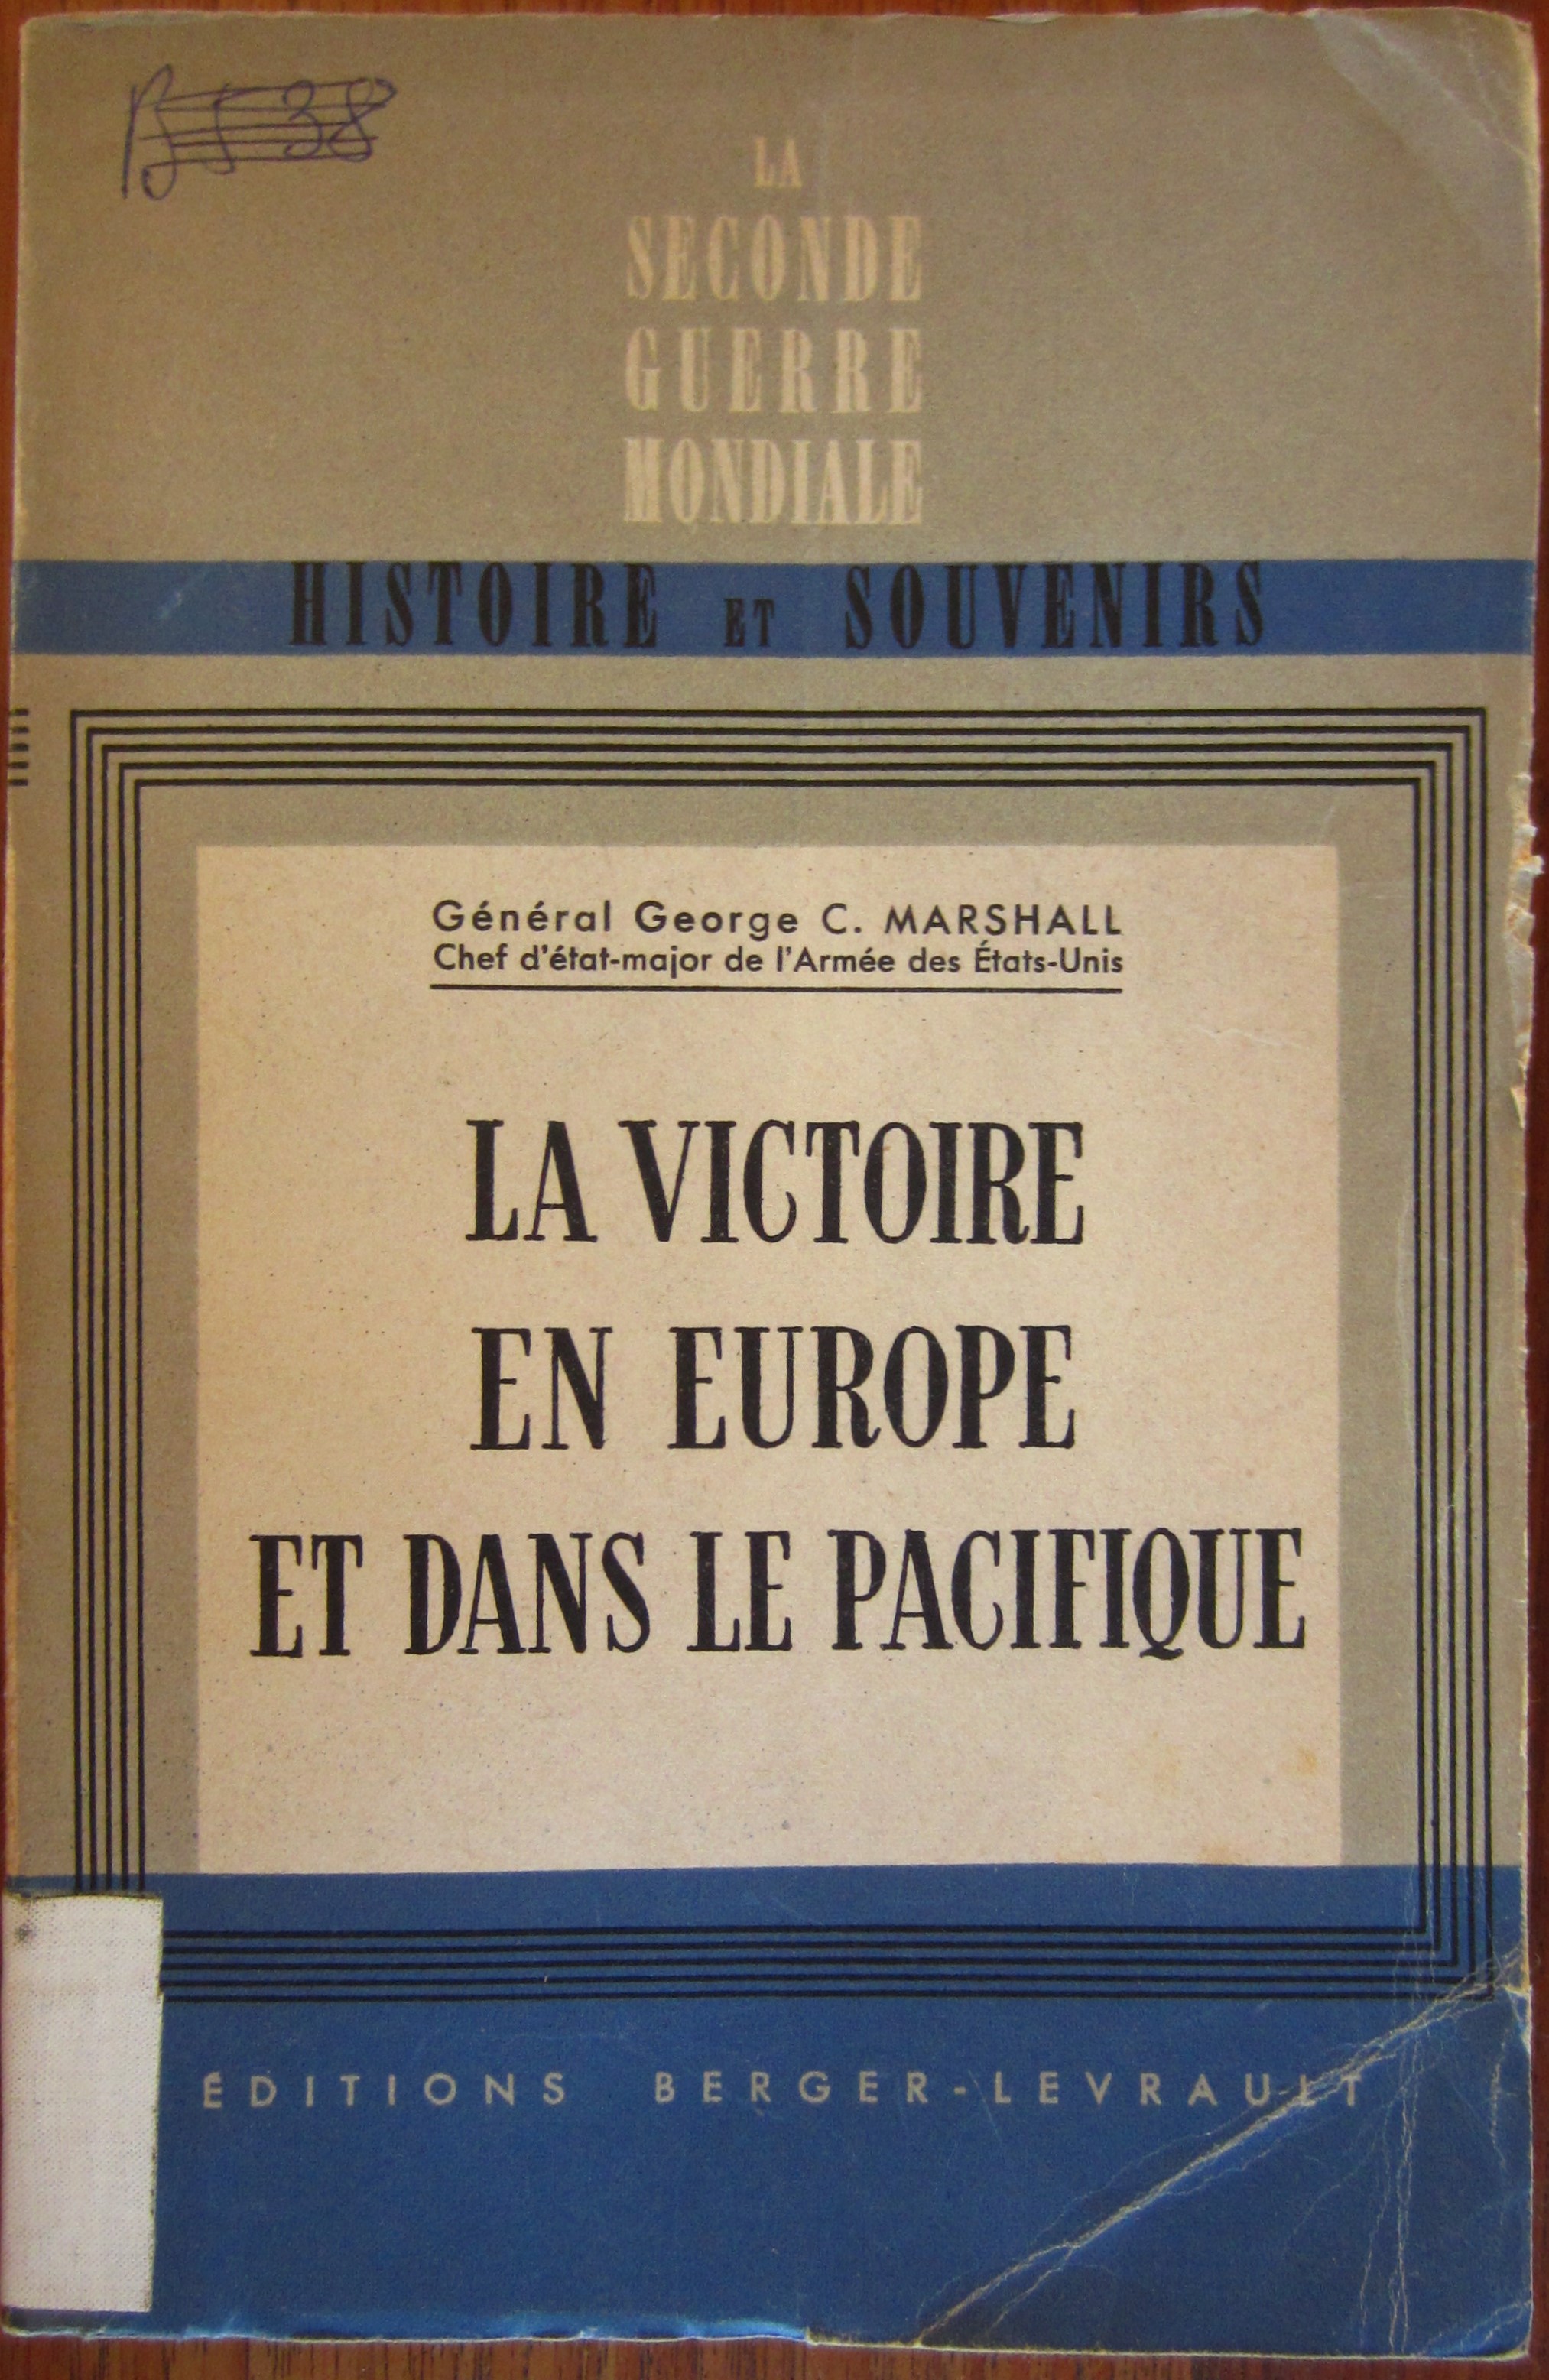 LA
SECONDE
GUERRE
MONDIALE
HISTOIRE ET SOUVENIRS
Général George C. MARSHALL
Chef d'état-major de l'Armée des États-Unis
LA VICTOIRE
EN EUROPE
ET DANS LE PACIFIQUE
ÉDITIONS BERGER-LEVRAULT